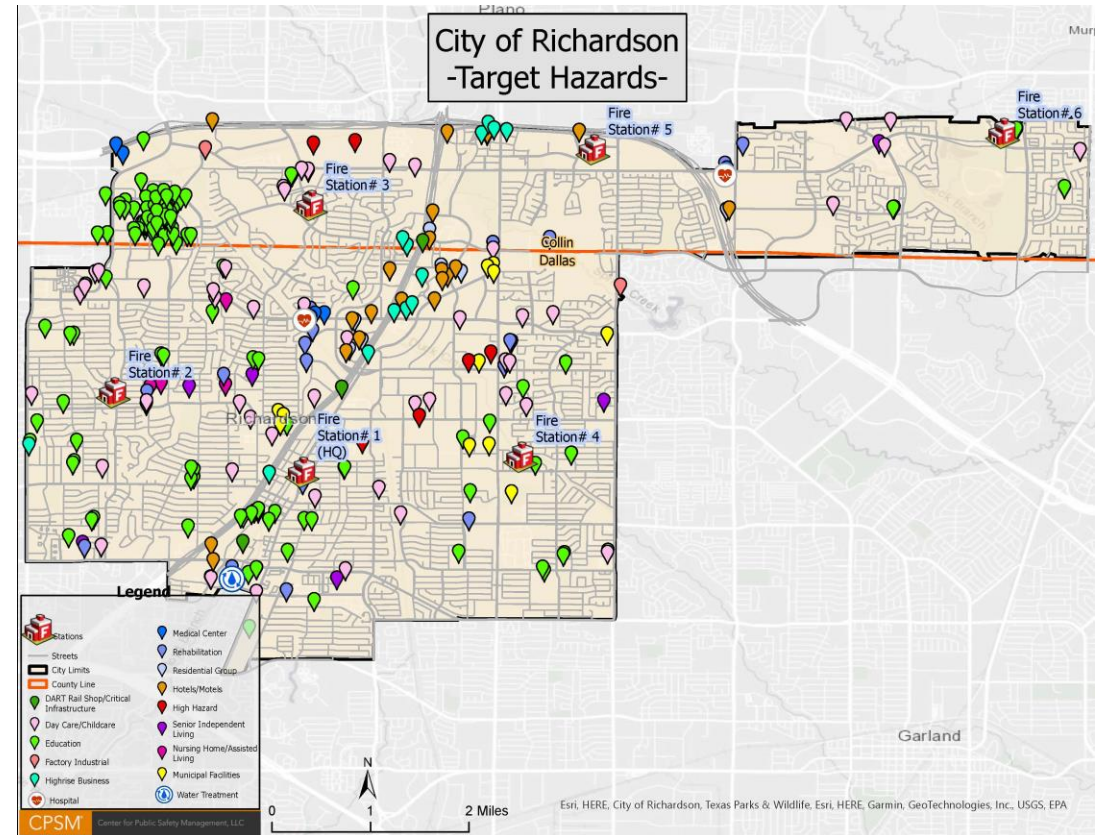 Plano
City of Richardson
-Target Hazards-
Fire
Station# 5
Fire
Station#.6
Fire
Station# 3
Collin
Dallas
Creek
Fire
Station# 2
Richardson
Fire
Station# 1
(HQ)
Fire
Station# 4
Garland
Legend
Stations
Streets
City Limits
County Line
DART Rail Shop/Critical
Infrastructure
Day Care/Childcare
Education
Factory Industrial
Highrise Business
Hospital
Medical Center
Rehabilitation
Residential Group
Hotels/Motels
High Hazard
Senior Independent
Living
Nursing Home/Assisted
Living
Municipal Facilities
Water Treatment
CPSM
Center for Public Safety Management, LLC
N
0 1 2 Miles
Esri, HERE, City of Richardson, Texas Parks & Wildlife, Esri, HERE, Garmin, GeoTechnologies, Inc., USGS, EPA